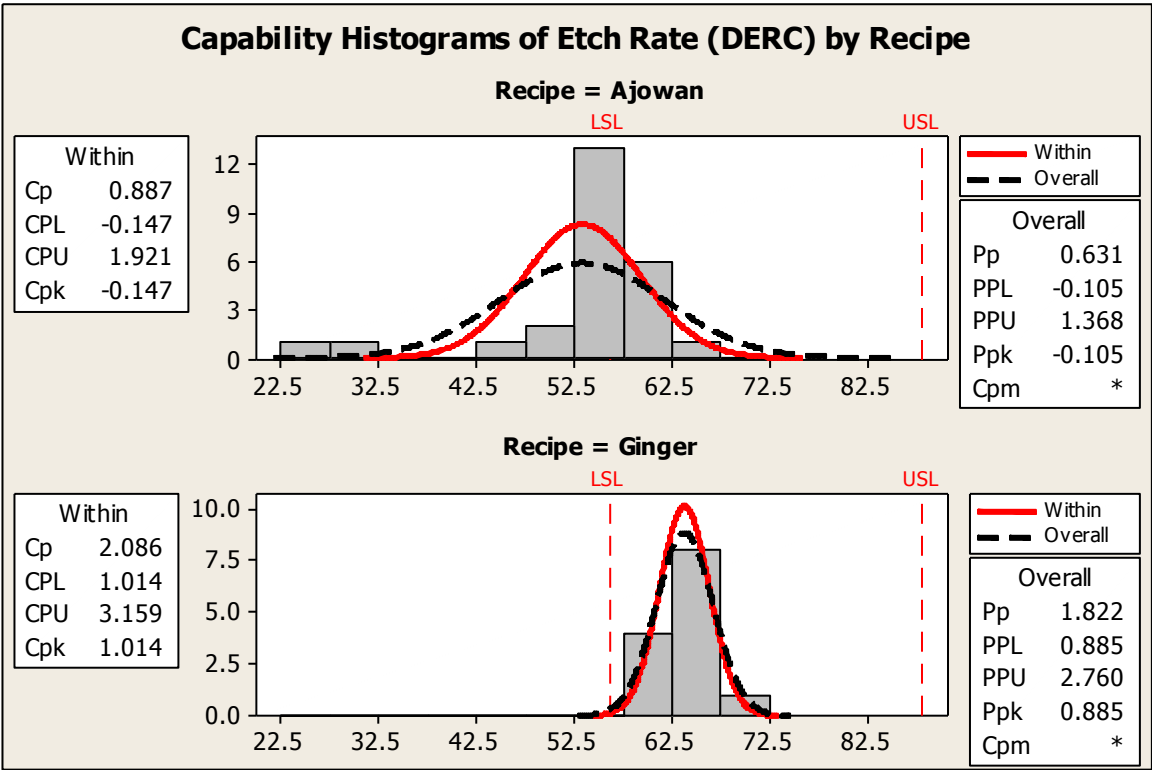 Capability Histograms of Etch Rate (DERC) by Recipe
Recipe = Ajowan
LSL USL
Within
Cp 0.887
CPL -0.147
CPU 1.921
Cpk -0.147
12
9
6
3
0
22.5 32.5 42.5 52.5 62.5 72.5 82.5
Within
Overall
Overall
Pp 0.631
PPL -0.105
PPU 1.368
Ppk -0.105
Cpm *
Recipe = Ginger
LSL USL
Within
Cp 2.086
CPL 1.014
CPU 3.159
Cpk 1.014
10.0
7.5
5.0
2.5
0.0
22.5 32.5 42.5 52.5 62.5 72.5 82.5
Within
Overall
Overall
Pp 1.822
PPL 0.885
PPU 2.760
Ppk 0.885
Cpm *